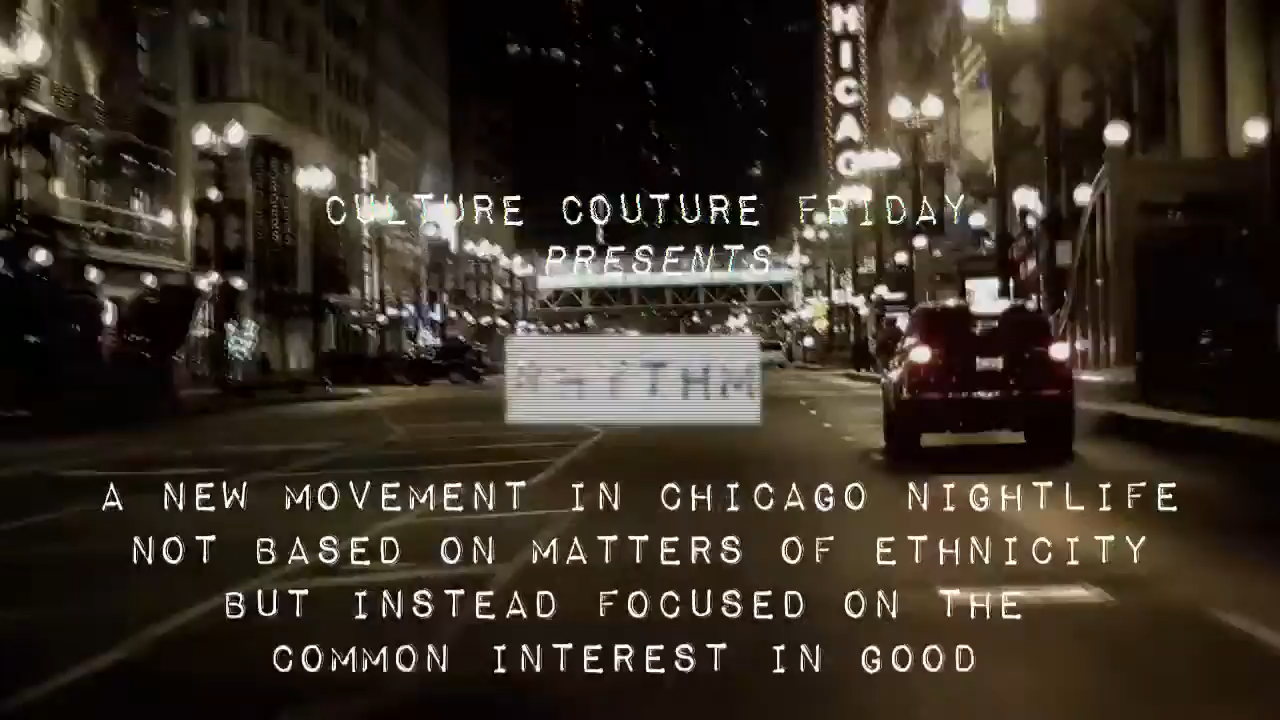 CHICAG
CULTURE COUTURE FRIDAY
PRESENTS
RHYTHM
A NEW MOVEMENT IN CHICAGO NIGHTLIFE
NOT BASED ON MATTERS OF ETHNICITY
BUT INSTEAD FOCUSED ON THE
COMMON INTEREST IN GOOD